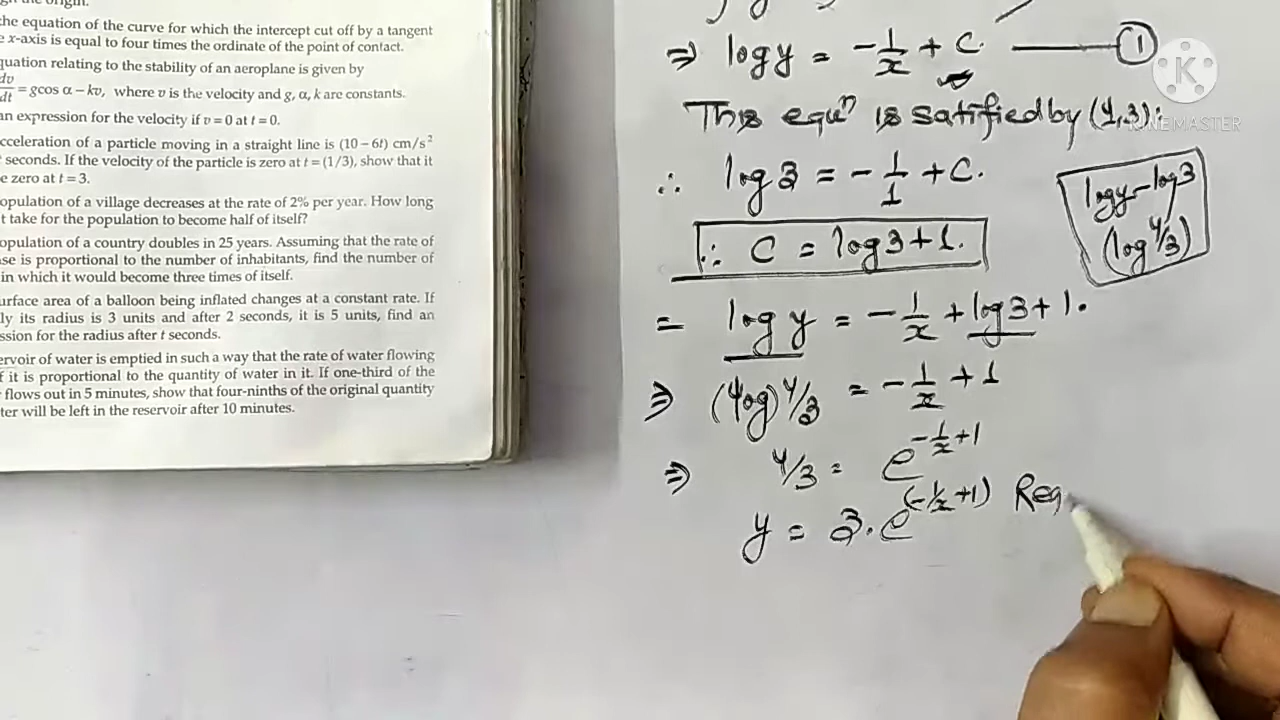 the origin.
he equation of the curve for which the intercept cut off by a tangent
e x-axis is equal to four times the ordinate of the point of contact.
quation relating to the stability of an aeroplane is given by
dv/dt = g cos α – kv, where v is the velocity and g, α, k are constants.
an expression for the velocity if v = 0 at t = 0.
cceleration of a particle moving in a straight line is (10 – 6t) cm/s²
seconds. If the velocity of the particle is zero at t = (1/3), show that it
e zero at t = 3.
opulation of a village decreases at the rate of 2% per year. How long
t take for the population to become half of itself?
opulation of a country doubles in 25 years. Assuming that the rate of
se is proportional to the number of inhabitants, find the number of
in which it would become three times of itself.
urface area of a balloon being inflated changes at a constant rate. If
ly its radius is 3 units and after 2 seconds, it is 5 units, find an
ssion for the radius after t seconds.
ervoir of water is emptied in such a way that the rate of water flowing
f it is proportional to the quantity of water in it. If one-third of the
flows out in 5 minutes, show that four-ninths of the original quantity
ter will be left in the reservoir after 10 minutes.
⇒ log y = -1/x + C. ——— ①
This equⁿ is satified by (1,3):
∴ log 3 = -1/1 + C.
∴ C = log 3 + 1.
log y - log 3
(log y/3)
= log y = -1/x + log 3 + 1.
⇒ (log) y/3 = -1/x + 1
⇒ y/3 = e^(-1/x+1)
y = 3. e^(-1/x+1) Req
K
KINEMASTER